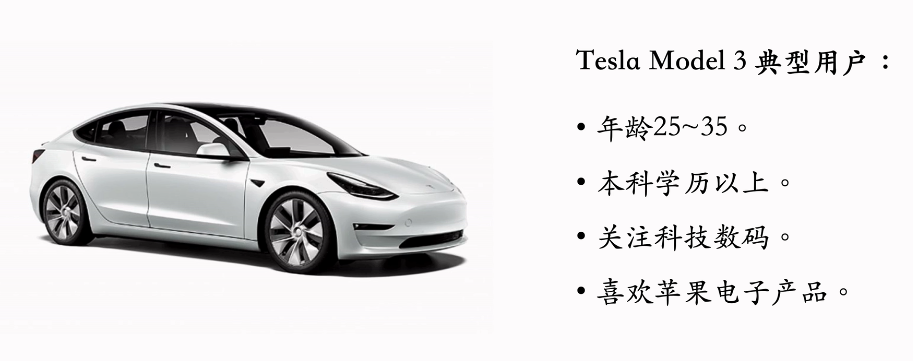 Tesla Model 3 典型用户：
• 年龄25~35。
• 本科学历以上。
• 关注科技数码。
• 喜欢苹果电子产品。